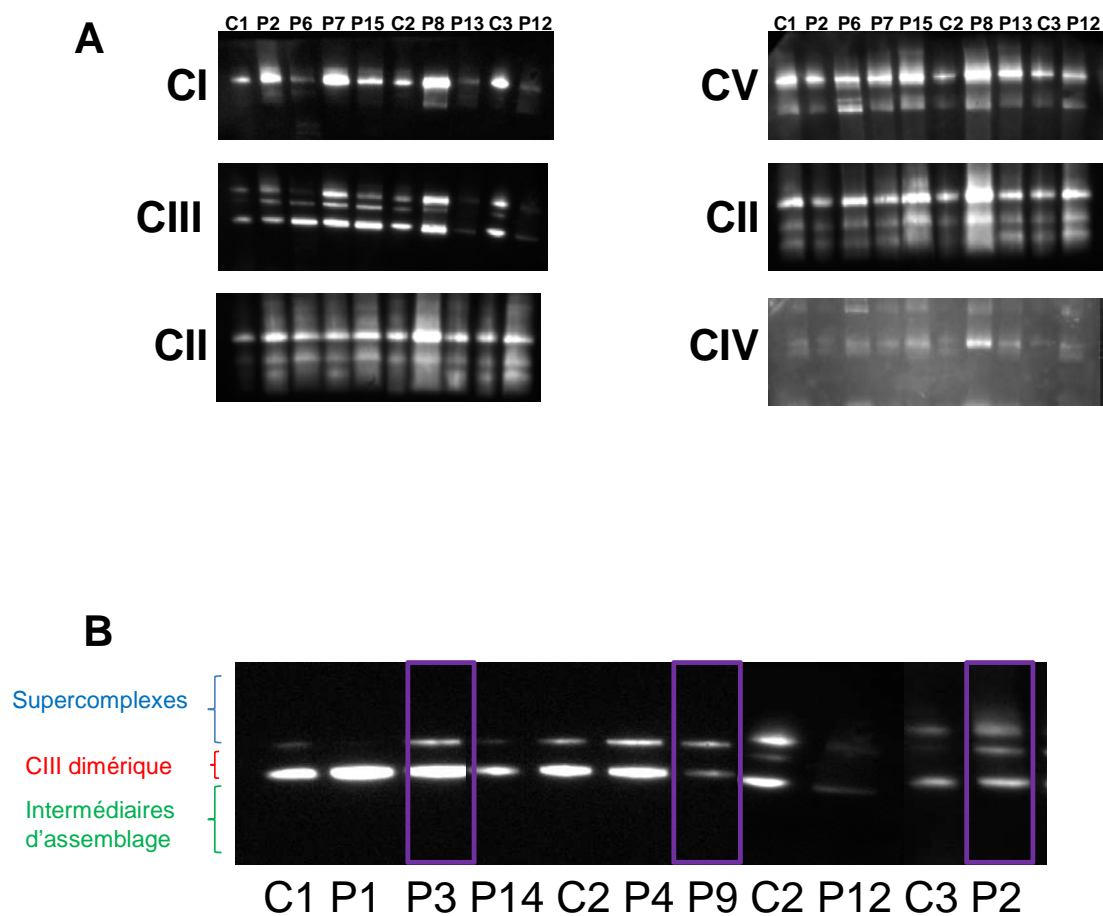 A
C1 P2 P6 P7 P15 C2 P8 P13 C3 P12
CI
CIII
CII
C1 P2 P6 P7 P15 C2 P8 P13 C3 P12
CV
CII
CIV
B
Supercomplexes
CIII dimérique
Intermédiaires
d'assemblage
C1 P1 P3 P14 C2 P4 P9 C2 P12 C3 P2